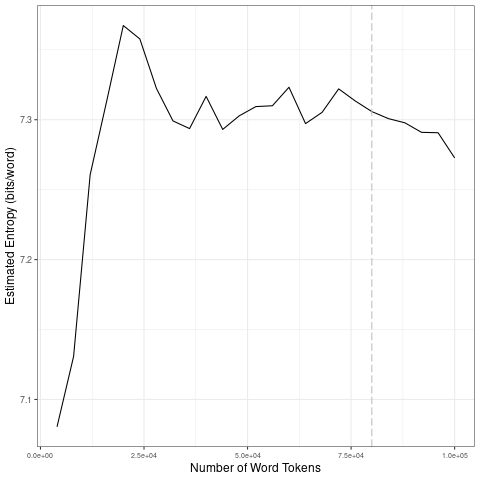 Estimated Entropy (bits/word)
7.3
7.2
7.1
0.0e+00 2.5e+04 5.0e+04 7.5e+04 1.0e+05
Number of Word Tokens